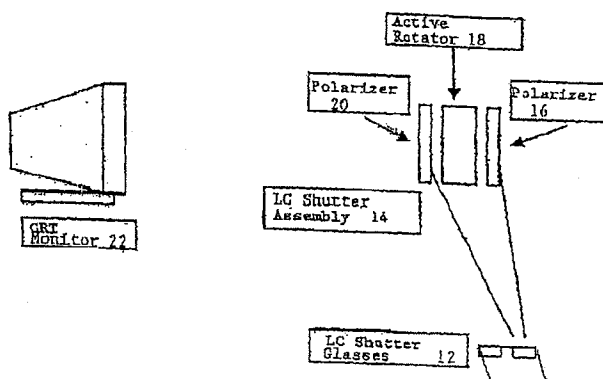 Active
Rotator 18
Polarizer
20
Polarizer
16
LC Shutter
Assembly 14
CRT
Monitor 22
LC Shutter
Glasses 12